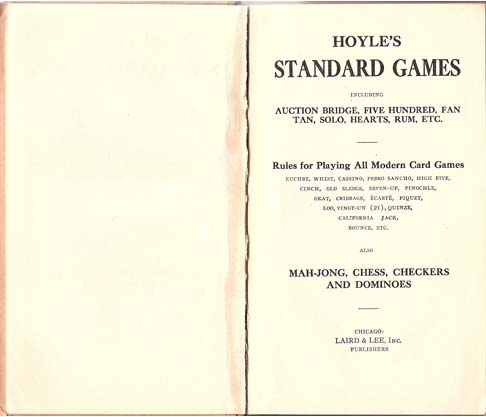 HOYLE'S
STANDARD GAMES
INCLUDING
AUCTION BRIDGE, FIVE HUNDRED, FAN
TAN, SOLO, HEARTS, RUM, ETC.
Rules for Playing All Modern Card Games
EUCHRE, WHIST, CASSINO, PEDRO SANCHO, HIGH FIVE,
CINCH, OLD SLEDGE, SEVEN-UP, PINOCHLE,
SKAT, CRIBBAGE, ÉCARTÉ, PIQUET,
LOO, VINGT-UN (21), QUINZE,
CALIFORNIA JACK,
BOUNCE, ETC.
ALSO
MAH-JONG, CHESS, CHECKERS
AND DOMINOES
CHICAGO:
LAIRD & LEE, INC.
PUBLISHERS